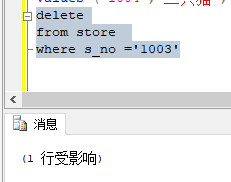 delete
from store
where s_no ='1003'
消息
(1 行受影响)